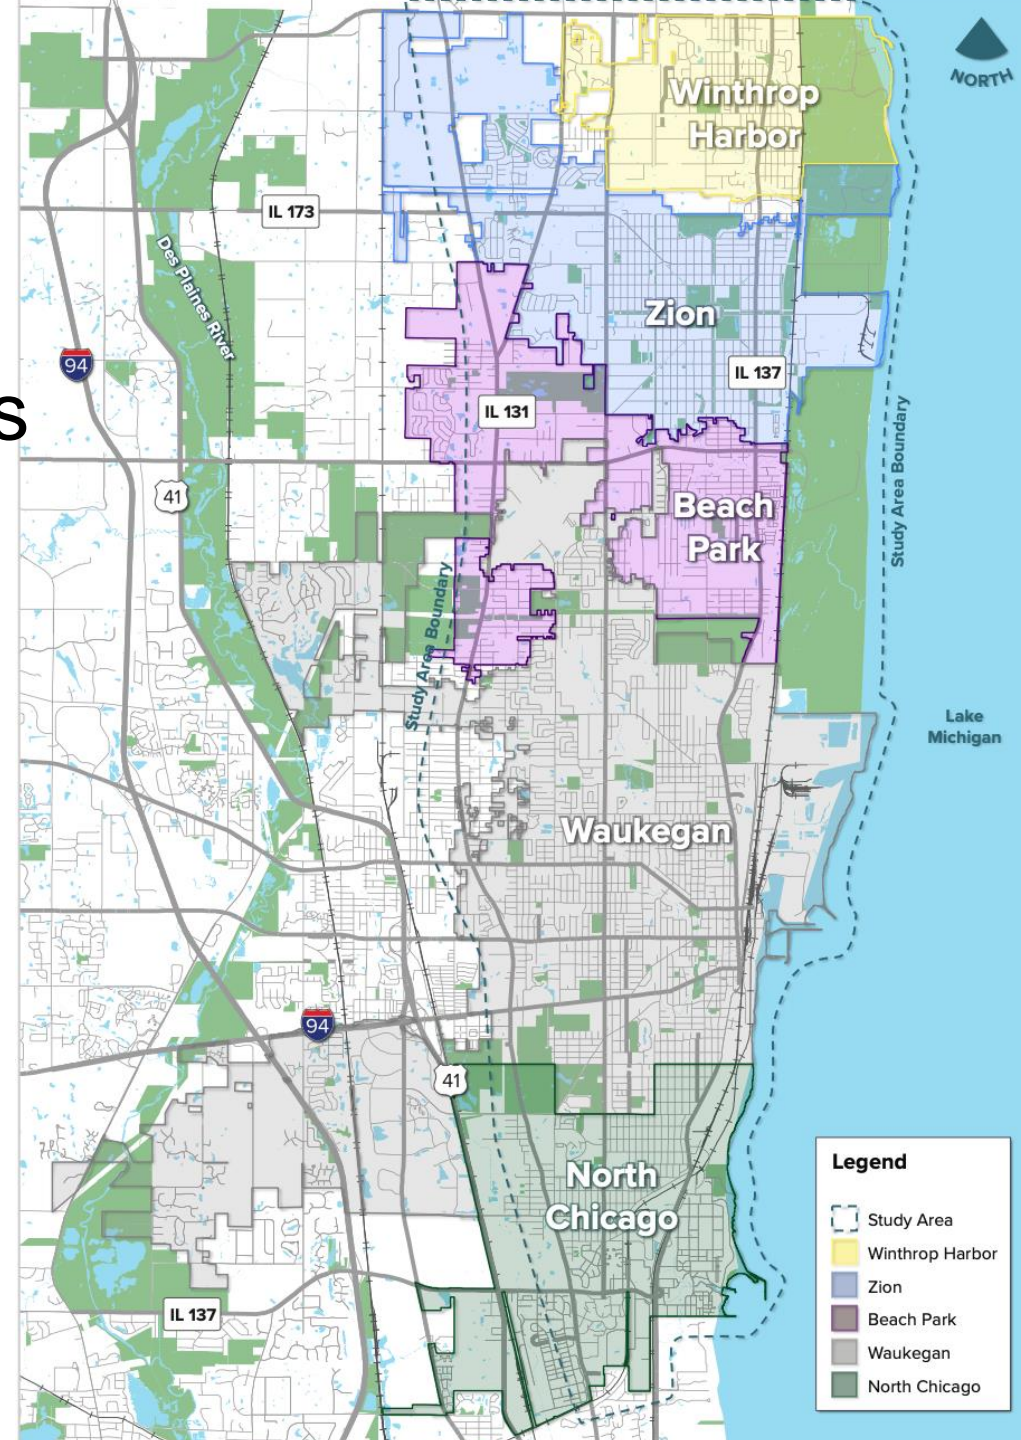 Winthrop
Harbor
NORTH
IL 173
Des Plaines River
Zion
94
IL 137
s
IL 131
Study Area Boundary
41
Beach
Park
Study Area Boundary
Lake
Michigan
Waukegan
94
41
North
Chicago
IL 137
Legend
Study Area
Winthrop Harbor
Zion
Beach Park
Waukegan
North Chicago